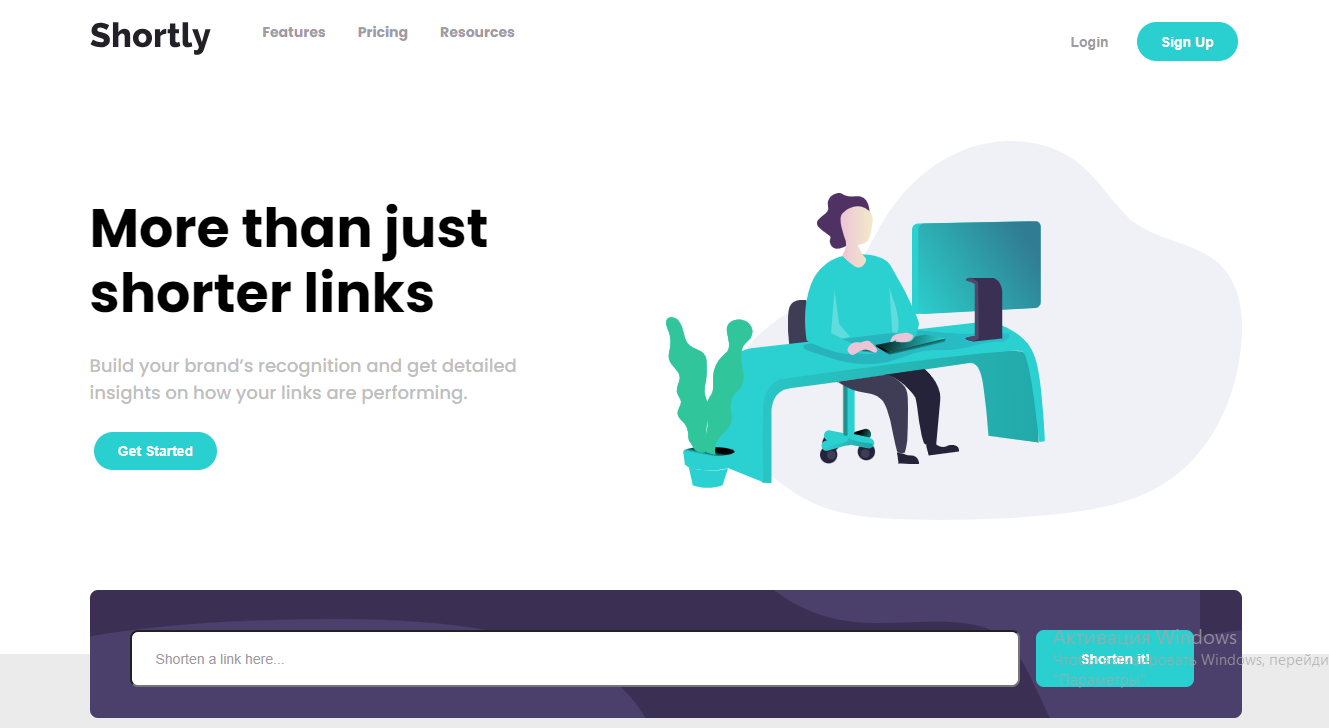 Shortly
Features
Pricing
Resources
Login
Sign Up
More than just
shorter links
Build your brand’s recognition and get detailed
insights on how your links are performing.
Get Started
Shorten a link here...
Shorten it!
Активация Windows
Чтобы активировать Windows, перейди
"Параметры".